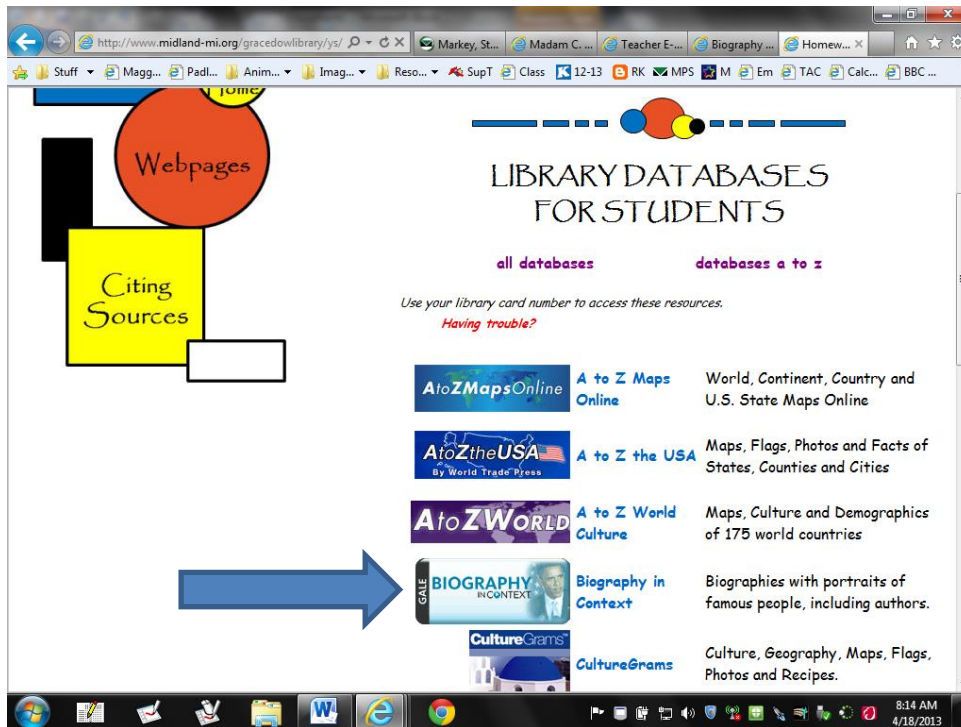 http://www.midland-mi.org/gracedowlibrary/ys/
Markey, St...
Madam C. ...
Teacher E-...
Biography ...
Homew...
Stuff
Magg...
Padl...
Anim...
Imag...
Reso...
SupT
Class
12-13
RK
MPS
M
Em
TAC
Calc...
BBC ...
Home
Webpages
Citing
Sources
LIBRARY DATABASES
FOR STUDENTS
all databases databases a to z
Use your library card number to access these resources.
Having trouble?
AtoZMapsOnline
A to Z Maps
Online
World, Continent, Country and
U.S. State Maps Online
AtoZtheUSA
By World Trade Press
A to Z the USA
Maps, Flags, Photos and Facts of
States, Counties and Cities
AtoZWORLD
A to Z World
Culture
Maps, Culture and Demographics
of 175 world countries
GALE
BIOGRAPHY
IN CONTEXT
Biography in
Context
Biographies with portraits of
famous people, including authors.
CultureGrams™
CultureGrams
Culture, Geography, Maps, Flags,
Photos and Recipes.
8:14 AM
4/18/2013